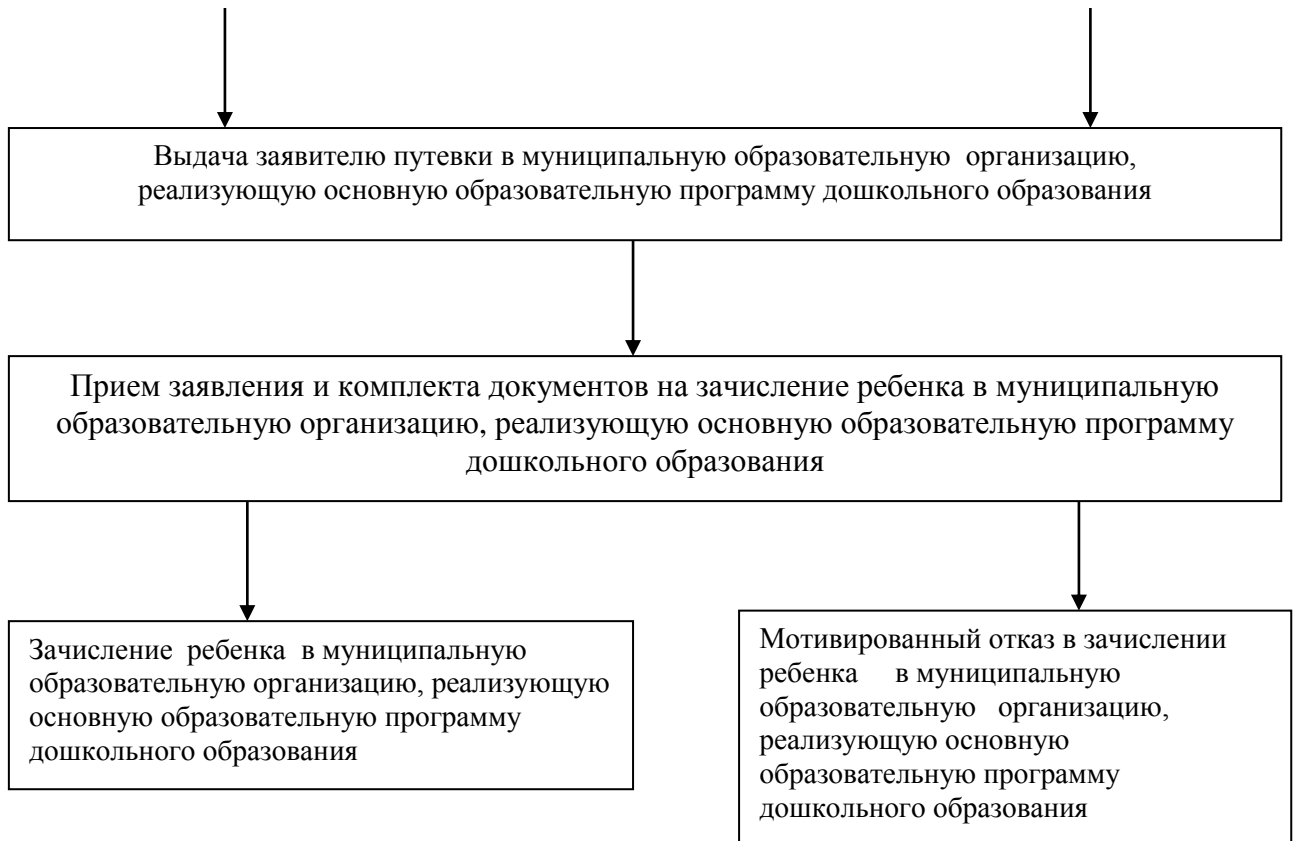 Выдача заявителю путевки в муниципальную образовательную организацию,
реализующую основную образовательную программу дошкольного образования
Прием заявления и комплекта документов на зачисление ребенка в муниципальную
образовательную организацию, реализующую основную образовательную программу
дошкольного образования
Зачисление ребенка в муниципальную
образовательную организацию, реализующую
основную образовательную программу
дошкольного образования
Мотивированный отказ в зачислении
ребенка в муниципальную
образовательную организацию,
реализующую основную
образовательную программу
дошкольного образования